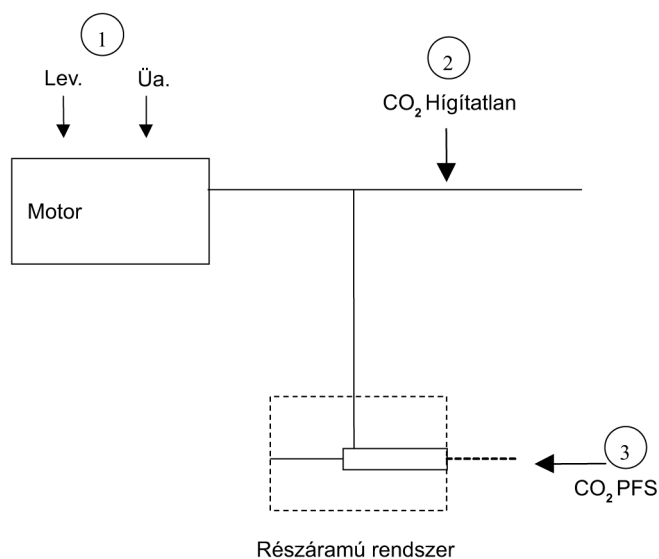 1
Lev. Üa.
2
CO₂ Hígítatlan
Motor
3
CO₂ PFS
Részáramú rendszer